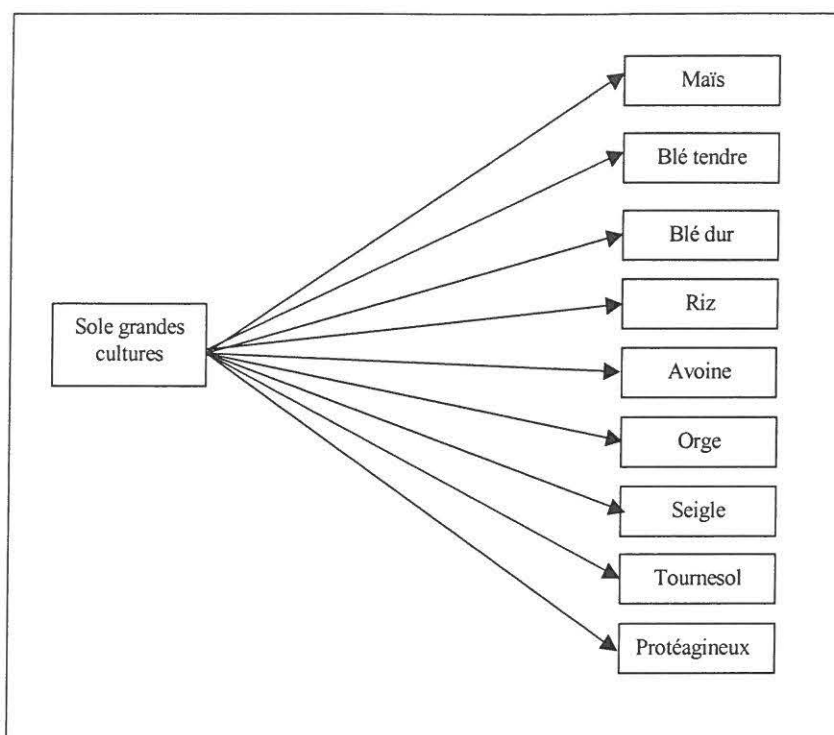 Maïs
Blé tendre
Blé dur
Riz
Sole grandes
cultures
Avoine
Orge
Seigle
Tournesol
Protéagineux